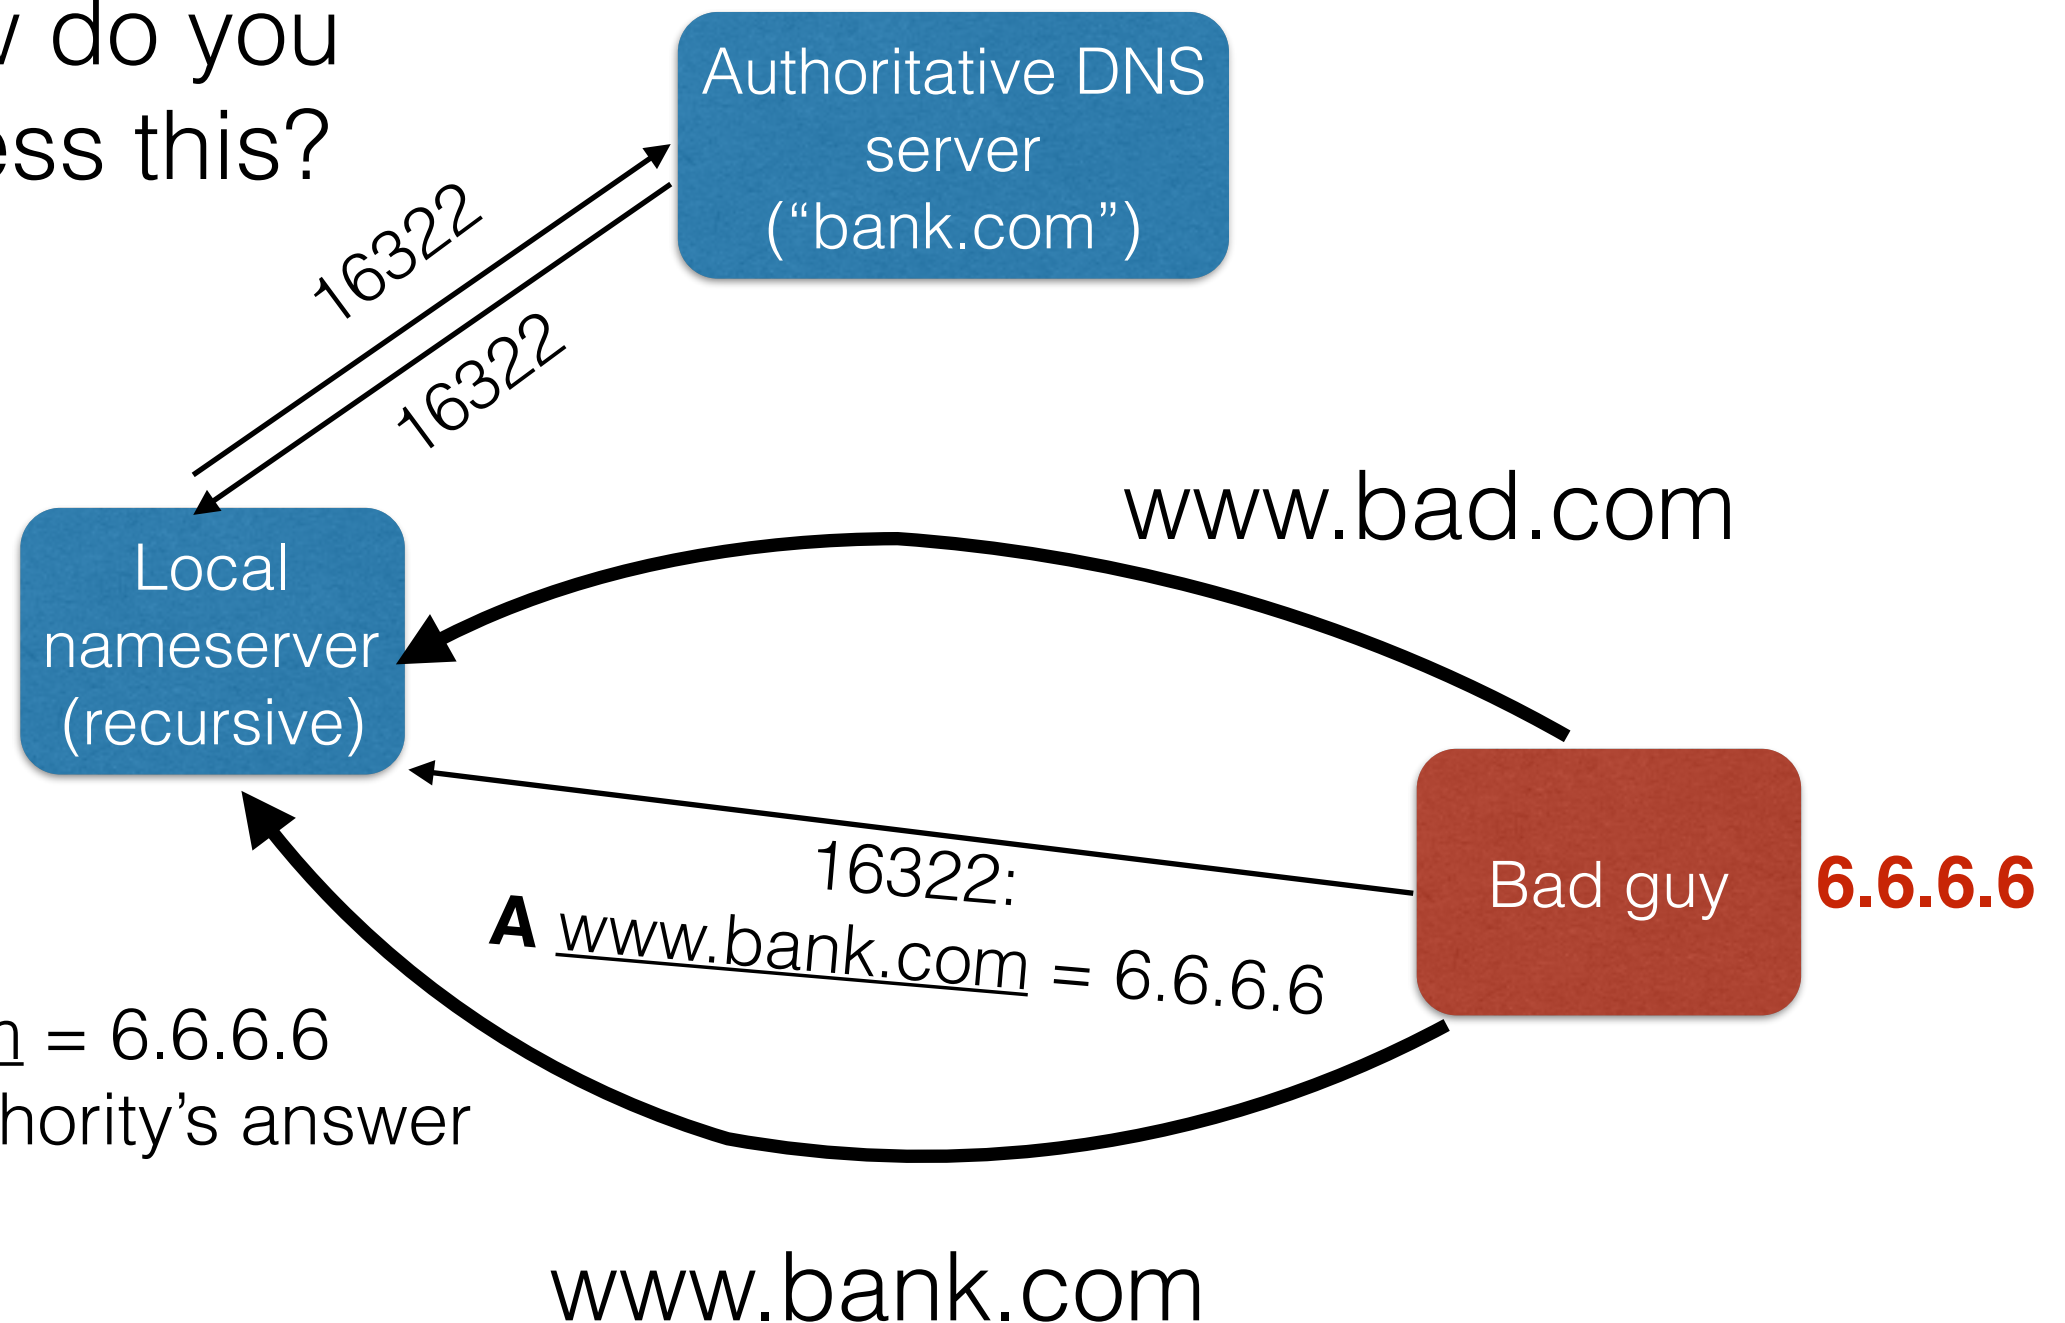 do you
this?
Authoritative DNS
server
(“bank.com”)
16322
16322
www.bad.com
Local
nameserver
(recursive)
16322:
A www.bank.com = 6.6.6.6
Bad guy
6.6.6.6
= 6.6.6.6
answer
www.bank.com